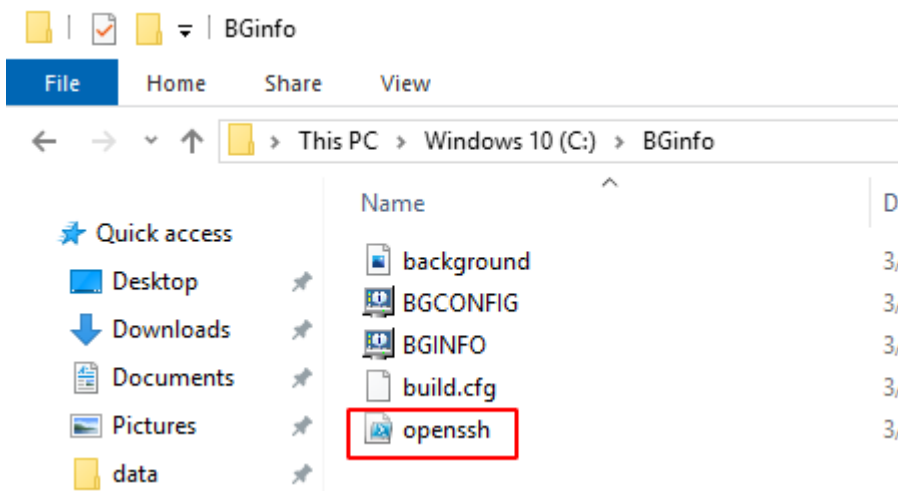 BGinfo
File Home Share View
This PC > Windows 10 (C:) > BGinfo
Name D
Quick access
Desktop
Downloads
Documents
Pictures
data
background 3/
BGCONFIG 3/
BGINFO 3/
build.cfg 3/
openssh 3/